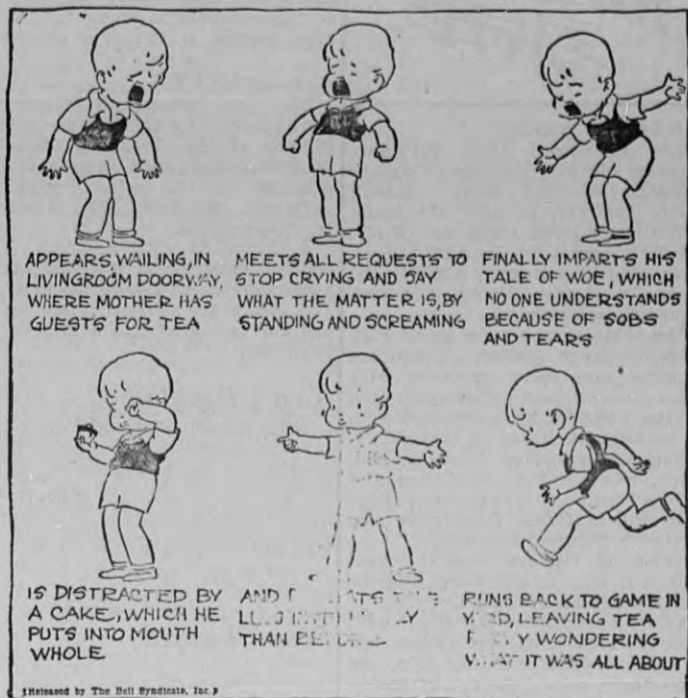 APPEARS, WAILING, IN
LIVINGROOM DOORWAY,
WHERE MOTHER HAS
GUESTS FOR TEA
MEETS ALL REQUESTS TO
STOP CRYING AND SAY
WHAT THE MATTER IS, BY
STANDING AND SCREAMING
FINALLY IMPARTS HIS
TALE OF WOE, WHICH
NO ONE UNDERSTANDS
BECAUSE OF SOBS
AND TEARS
IS DISTRACTED BY
A CAKE, WHICH HE
PUTS INTO MOUTH
WHOLE
AND
THAN
RUNS BACK TO GAME IN
LEAVING TEA
WONDERING
IT WAS ALL ABOUT
(Released by The Bell Syndicate, Inc.)